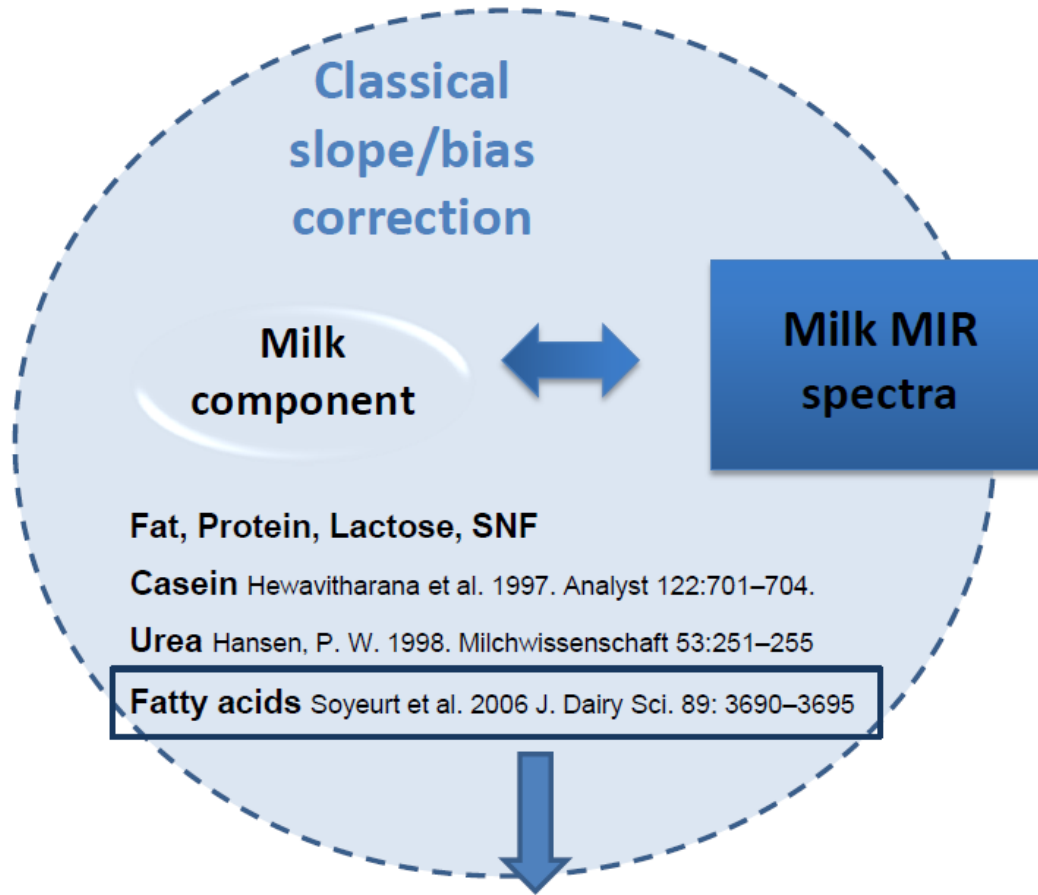 Classical
slope/bias
correction
Milk
component
Milk MIR
spectra
Fat, Protein, Lactose, SNF
Casein Hewavitharana et al. 1997. Analyst 122:701–704.
Urea Hansen, P. W. 1998. Milchwissenschaft 53:251–255
Fatty acids Soyeurt et al. 2006 J. Dairy Sci. 89: 3690–3695